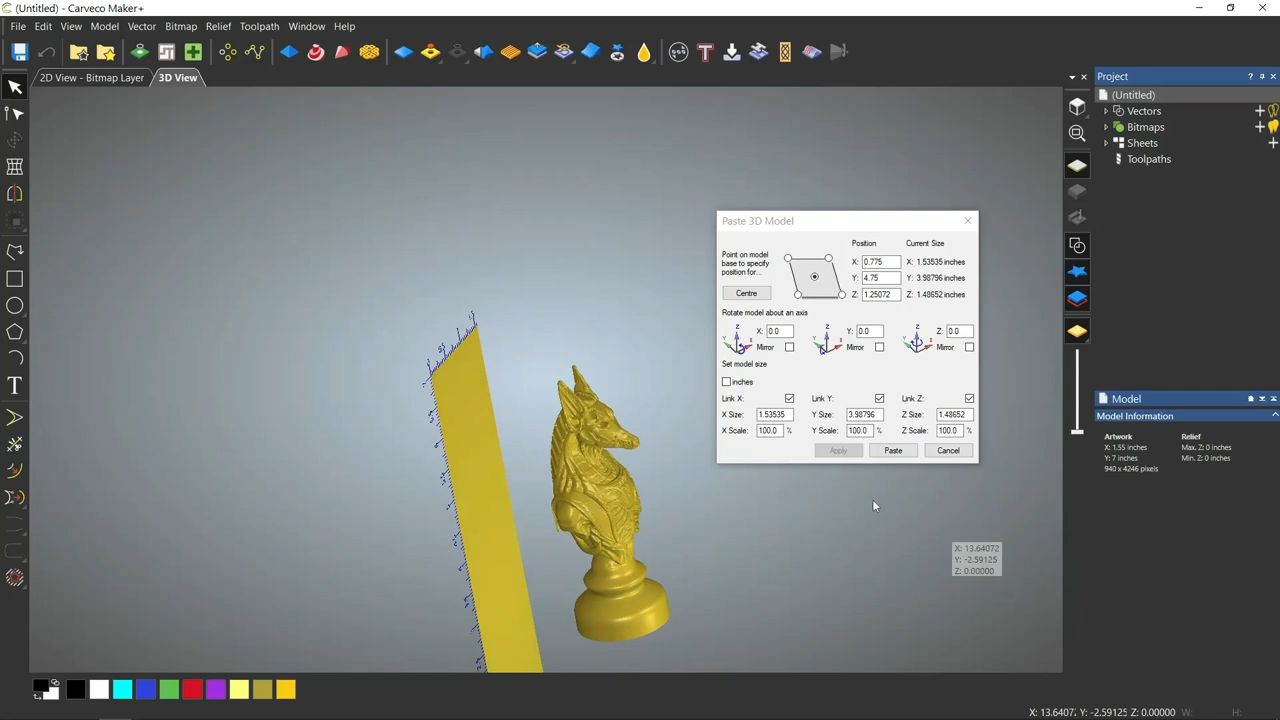 (Untitled) - Carveco Maker+
File Edit View Model Vector Bitmap Relief Toolpath Window Help
2D View - Bitmap Layer 3D View
Project
(Untitled)
Vectors
Bitmaps
Sheets
Toolpaths
Paste 3D Model
Position Current Size
Point on model
base to specify
position for...
X: 0.775 X: 1.53535 inches
Y: 4.75 Y: 3.98796 inches
Centre Z: 1.25072 Z: 1.48652 inches
Rotate model about an axis
X: 0.0 Y: 0.0 Z: 0.0
Mirror Mirror Mirror
Set model size
inches
Link X: Link Y: Link Z:
X Size: 1.53535 Y Size: 3.98796 Z Size: 1.48652
X Scale: 100.0 % Y Scale: 100.0 % Z Scale: 100.0 %
Apply Paste Cancel
X: 13.64072
Y: -2.59125
Z: 0.00000
Model
Model Information
Artwork Relief
X: 1.55 inches Max. Z: 0 inches
Y: 7 inches Min. Z: 0 inches
940 x 4246 pixels
X: 13.6407; Y: -2.59125 Z: 0.00000 W: H: